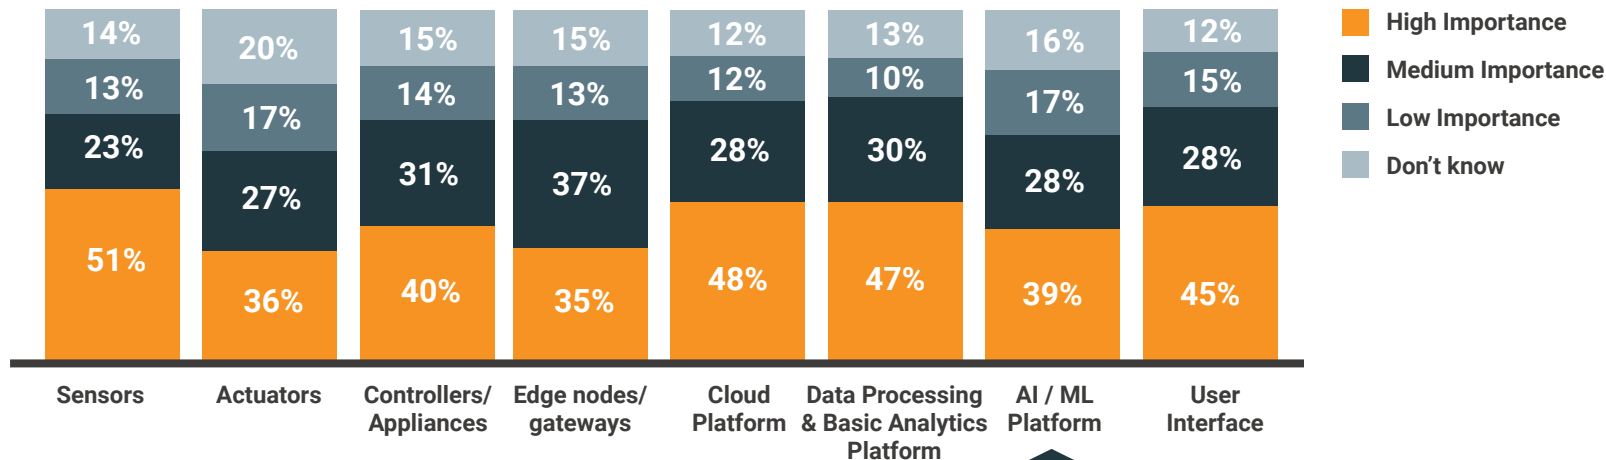 14%
20%
15%
15%
12%
13%
16%
12%
13%
17%
14%
13%
12%
10%
17%
15%
23%
27%
31%
37%
28%
30%
28%
28%
51%
36%
40%
35%
48%
47%
39%
45%
Sensors
Actuators
Controllers/
Appliances
Edge nodes/
gateways
Cloud
Platform
Data Processing
& Basic Analytics
Platform
AI / ML
Platform
User
Interface
High Importance
Medium Importance
Low Importance
Don’t know